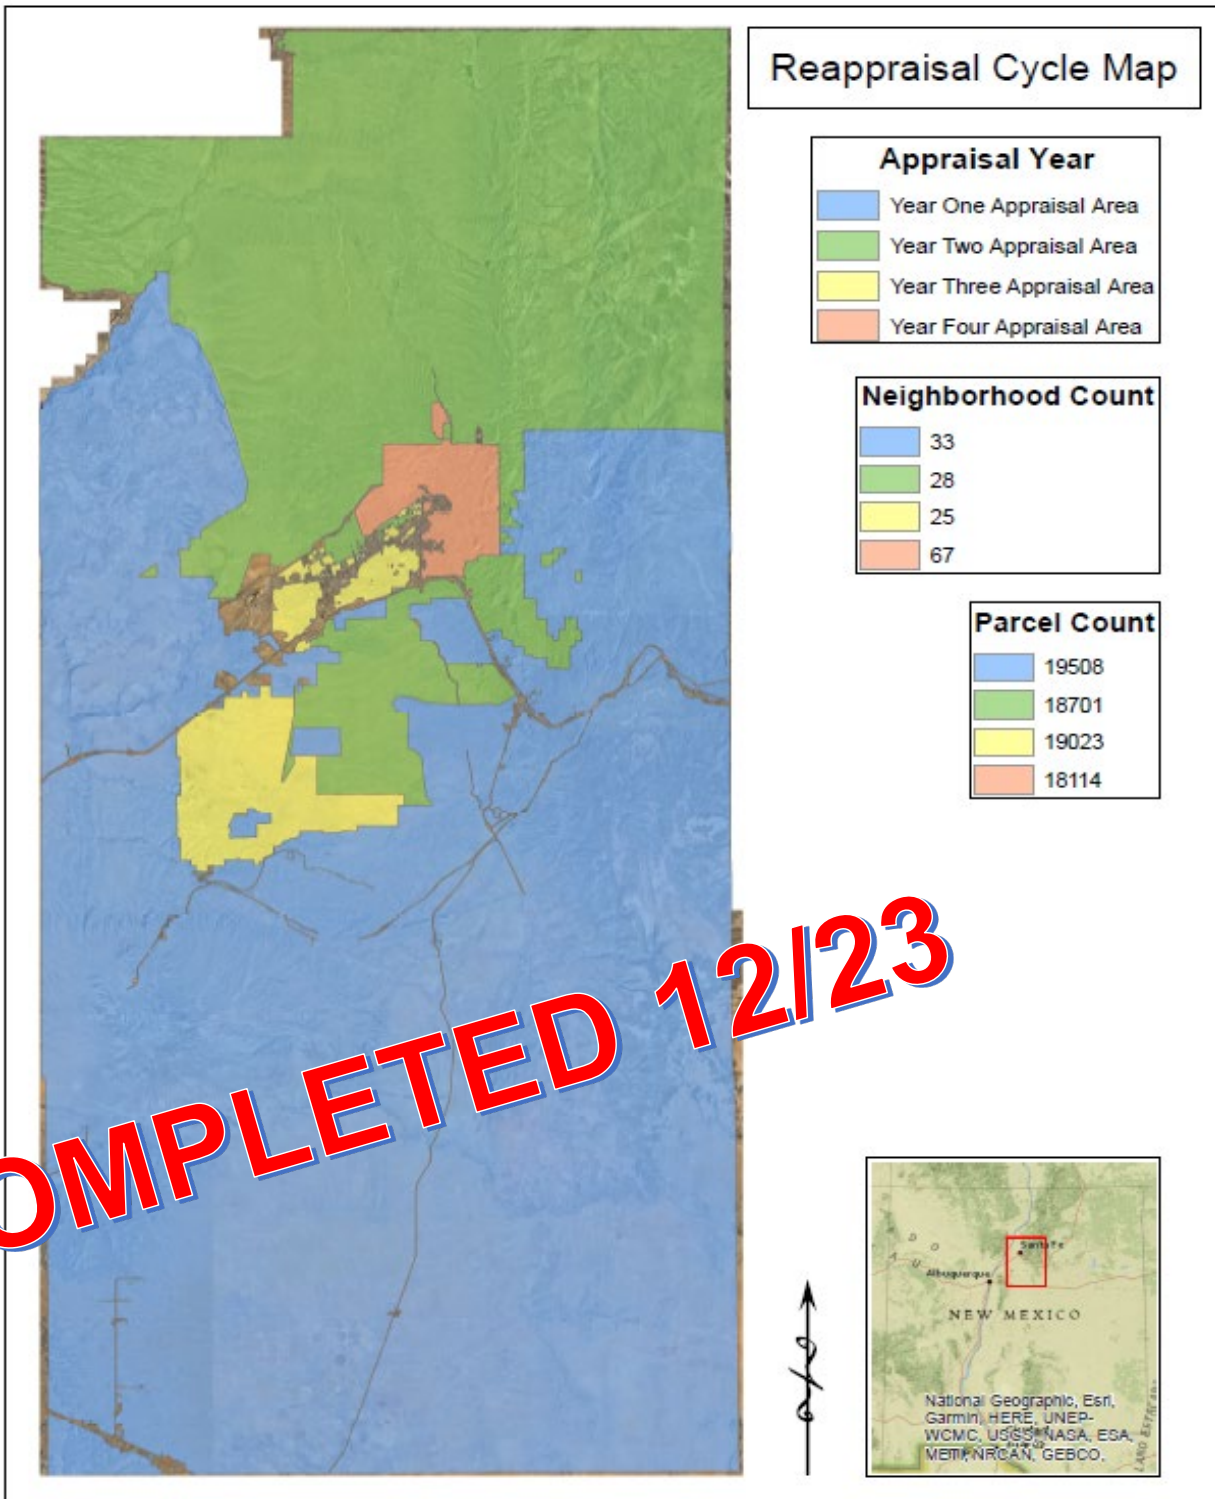 Reappraisal Cycle Map
Appraisal Year
Year One Appraisal Area
Year Two Appraisal Area
Year Three Appraisal Area
Year Four Appraisal Area
Neighborhood Count
33
28
25
67
Parcel Count
19508
18701
19023
18114
OMPLETED 12/23
Santa Fe
Albuquerque
NEW MEXICO
National Geographic, Esri,
Garmin, HERE, UNEP-
WCMC, USGS, NASA, ESA,
METI, NRCAN, GEBCO,